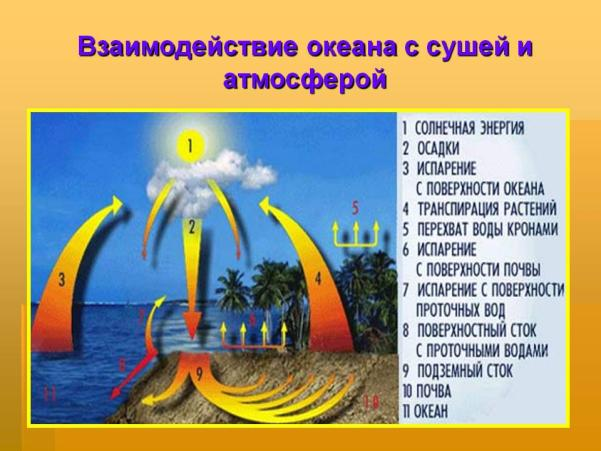 Взаимодействие океана с сушей и
атмосферой
1 СОЛНЕЧНАЯ ЭНЕРГИЯ
2 ОСАДКИ
3 ИСПАРЕНИЕ
С ПОВЕРХНОСТИ ОКЕАНА
4 ТРАНСПИРАЦИЯ РАСТЕНИЙ
5 ПЕРЕХВАТ ВОДЫ КРОНАМИ
6 ИСПАРЕНИЕ
С ПОВЕРХНОСТИ ПОЧВЫ
7 ИСПАРЕНИЕ С ПОВЕРХНОСТИ
ПРОТОЧНЫХ ВОД
8 ПОВЕРХНОСТНЫЙ СТОК
С ПРОТОЧНЫМИ ВОДАМИ
9 ПОДЗЕМНЫЙ СТОК
10 ПОЧВА
11 ОКЕАН
1
5
2
3
4
7
6
8
9
11
10